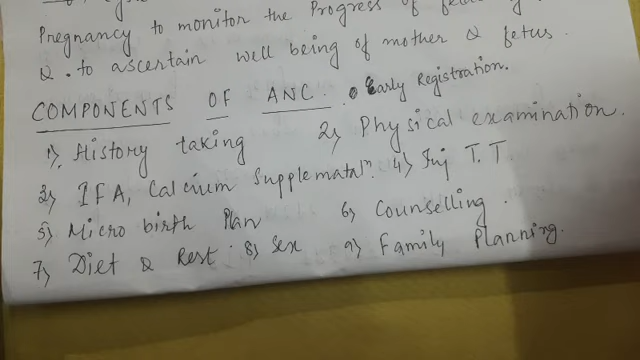 Pregnancy to monitor the Progress of
& . to ascertain well being of mother & fetus .
COMPONENTS OF ANC . Early Registration.
1). History taking 2) Physical examination.
3) IFA, Calcium Supplematatn. 4) Inj T.T.
5) Micro birth Plan 6) Counselling .
7) Diet & Rest . 8) Sex 9) Family Planning.